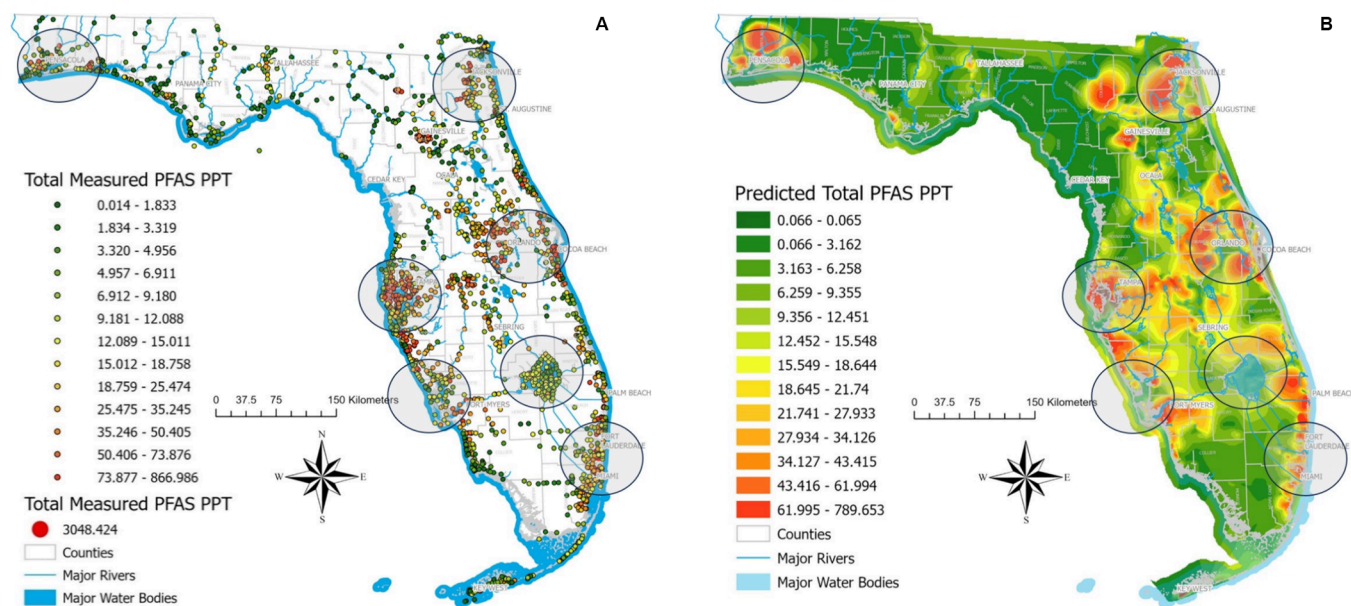 A
PENSACOLA
TALLAHASSEE
PANAMA CITY
JACKSONVILLE
ST. AUGUSTINE
GAINESVILLE
CEDAR KEY
OCALA
ORLANDO
COCOA BEACH
TAMPA
SEBRING
PALM BEACH
FORT MYERS
FORT
LAUDERDALE
MIAMI
KEY WEST
Total Measured PFAS PPT
0.014 - 1.833
1.834 - 3.319
3.320 - 4.956
4.957 - 6.911
6.912 - 9.180
9.181 - 12.088
12.089 - 15.011
15.012 - 18.758
18.759 - 25.474
25.475 - 35.245
35.246 - 50.405
50.406 - 73.876
73.877 - 866.986
Total Measured PFAS PPT
3048.424
Counties
Major Rivers
Major Water Bodies
0 37.5 75 150 Kilometers
N
W E
S
B
PENSACOLA
TALLAHASSEE
PANAMA CITY
JACKSONVILLE
ST. AUGUSTINE
GAINESVILLE
CEDAR KEY
OCALA
ORLANDO
COCOA BEACH
TAMPA
SEBRING
PALM BEACH
FORT MYERS
FORT
LAUDERDALE
MIAMI
KEY WEST
Predicted Total PFAS PPT
0.066 - 0.065
0.066 - 3.162
3.163 - 6.258
6.259 - 9.355
9.356 - 12.451
12.452 - 15.548
15.549 - 18.644
18.645 - 21.74
21.741 - 27.933
27.934 - 34.126
34.127 - 43.415
43.416 - 61.994
61.995 - 789.653
Counties
Major Rivers
Major Water Bodies
0 37.5 75 150 Kilometers
N
W E
S